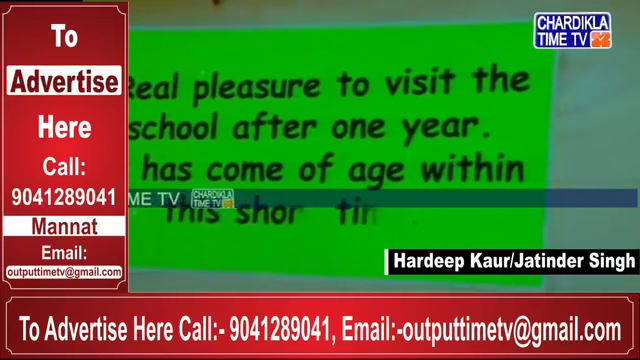 To
Advertise
Here
Call:
9041289041
Mannat
Email:
outputtimetv@gmail.com
CHARDIKLA
TIME TV
Real pleasure to visit the
school after one year.
has come of age within
TIME TV
CHARDIKLA
TIME TV
this
Hardeep Kaur/Jatinder Singh
To Advertise Here Call:- 9041289041, Email:-outputtimetv@gmail.com